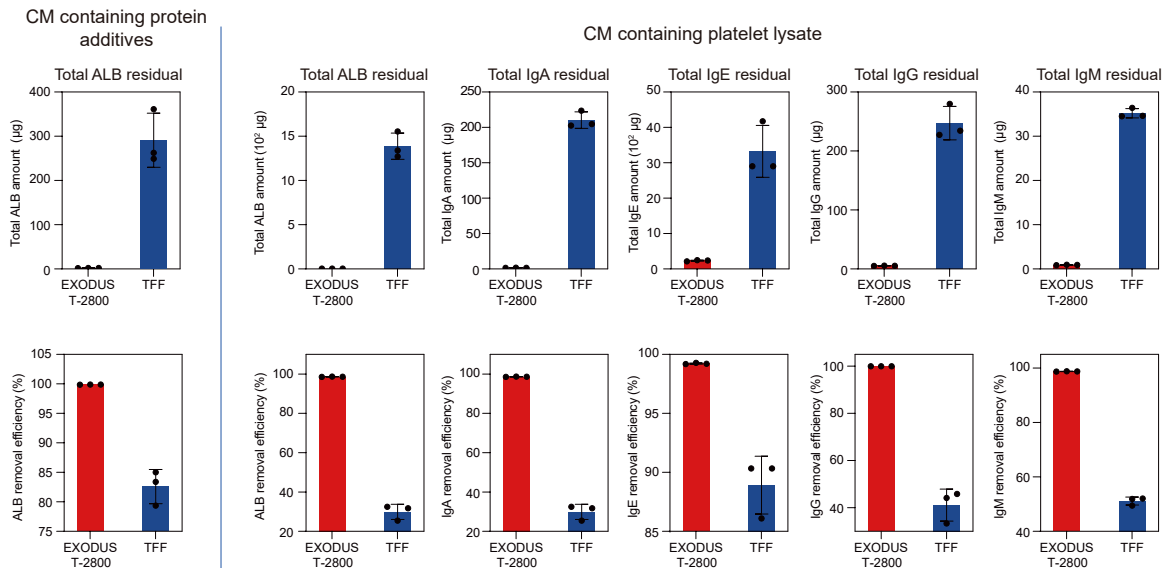 CM containing protein
additives
CM containing platelet lysate
Total ALB residual
Total ALB amount (μg)
400
300
200
100
0
EXODUS
T-2800
TFF
Total ALB residual
Total ALB amount (10² μg)
20
15
10
5
0
EXODUS
T-2800
TFF
Total IgA residual
Total IgA amount (μg)
250
200
150
100
50
0
EXODUS
T-2800
TFF
Total IgE residual
Total IgE amount (10² μg)
50
40
30
20
10
0
EXODUS
T-2800
TFF
Total IgG residual
Total IgG amount (μg)
300
200
100
0
EXODUS
T-2800
TFF
Total IgM residual
Total IgM amount (μg)
40
30
20
10
0
EXODUS
T-2800
TFF
ALB removal efficiency (%)
105
100
95
90
85
80
75
EXODUS
T-2800
TFF
ALB removal efficiency (%)
100
80
60
40
20
EXODUS
T-2800
TFF
IgA removal efficiency (%)
100
80
60
40
20
EXODUS
T-2800
TFF
IgE removal efficiency (%)
100
95
90
85
EXODUS
T-2800
TFF
IgG removal efficiency (%)
100
80
60
40
EXODUS
T-2800
TFF
IgM removal efficiency (%)
100
80
60
40
EXODUS
T-2800
TFF